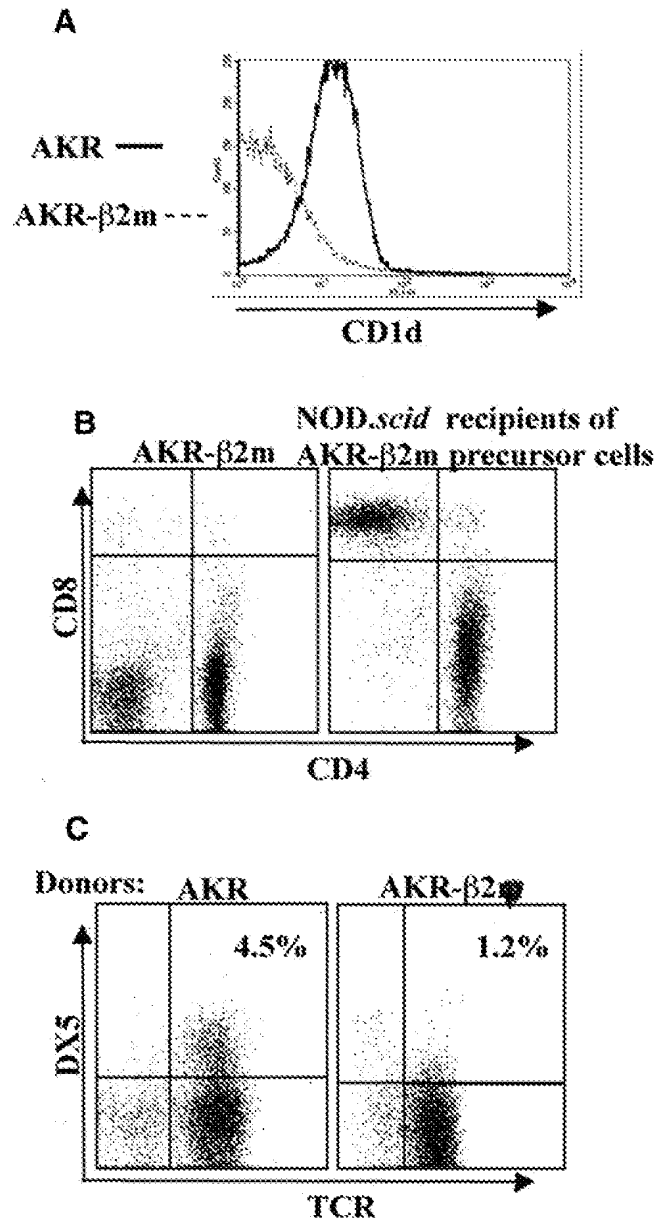 A
AKR
AKR-β2m
CD1d
B
NOD.scid recipients of
AKR-β2m precursor cells
AKR-β2m
CD8
CD4
C
Donors:
AKR
AKR-β2m
4.5%
1.2%
DX5
TCR